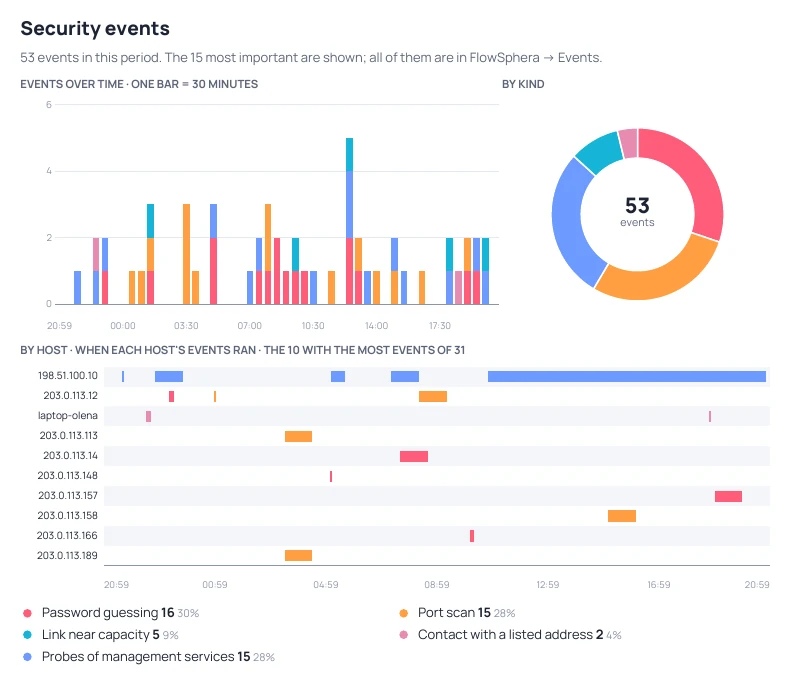 Security events
53 events in this period. The 15 most important are shown; all of them are in FlowSphera → Events.
EVENTS OVER TIME · ONE BAR = 30 MINUTES
BY KIND
6
4
2
0
20:59 00:00 03:30 07:00 10:30 14:00 17:30
53
events
BY HOST · WHEN EACH HOST'S EVENTS RAN · THE 10 WITH THE MOST EVENTS OF 31
198.51.100.10
203.0.113.12
laptop-olena
203.0.113.113
203.0.113.14
203.0.113.148
203.0.113.157
203.0.113.158
203.0.113.166
203.0.113.189
20:59 00:59 04:59 08:59 12:59 16:59 20:59
Password guessing 16 30%
Port scan 15 28%
Link near capacity 5 9%
Contact with a listed address 2 4%
Probes of management services 15 28%